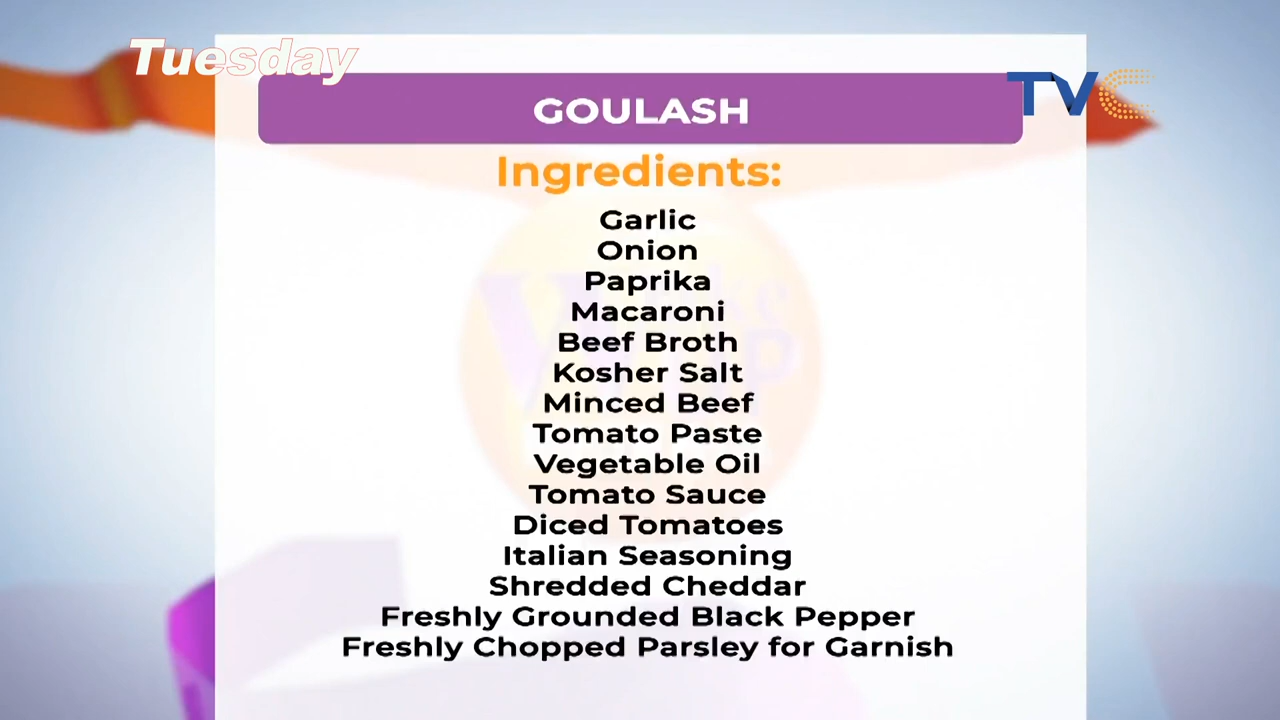 Tuesday
TVC
GOULASH
Ingredients:
Garlic
Onion
Paprika
Macaroni
Beef Broth
Kosher Salt
Minced Beef
Tomato Paste
Vegetable Oil
Tomato Sauce
Diced Tomatoes
Italian Seasoning
Shredded Cheddar
Freshly Grounded Black Pepper
Freshly Chopped Parsley for Garnish